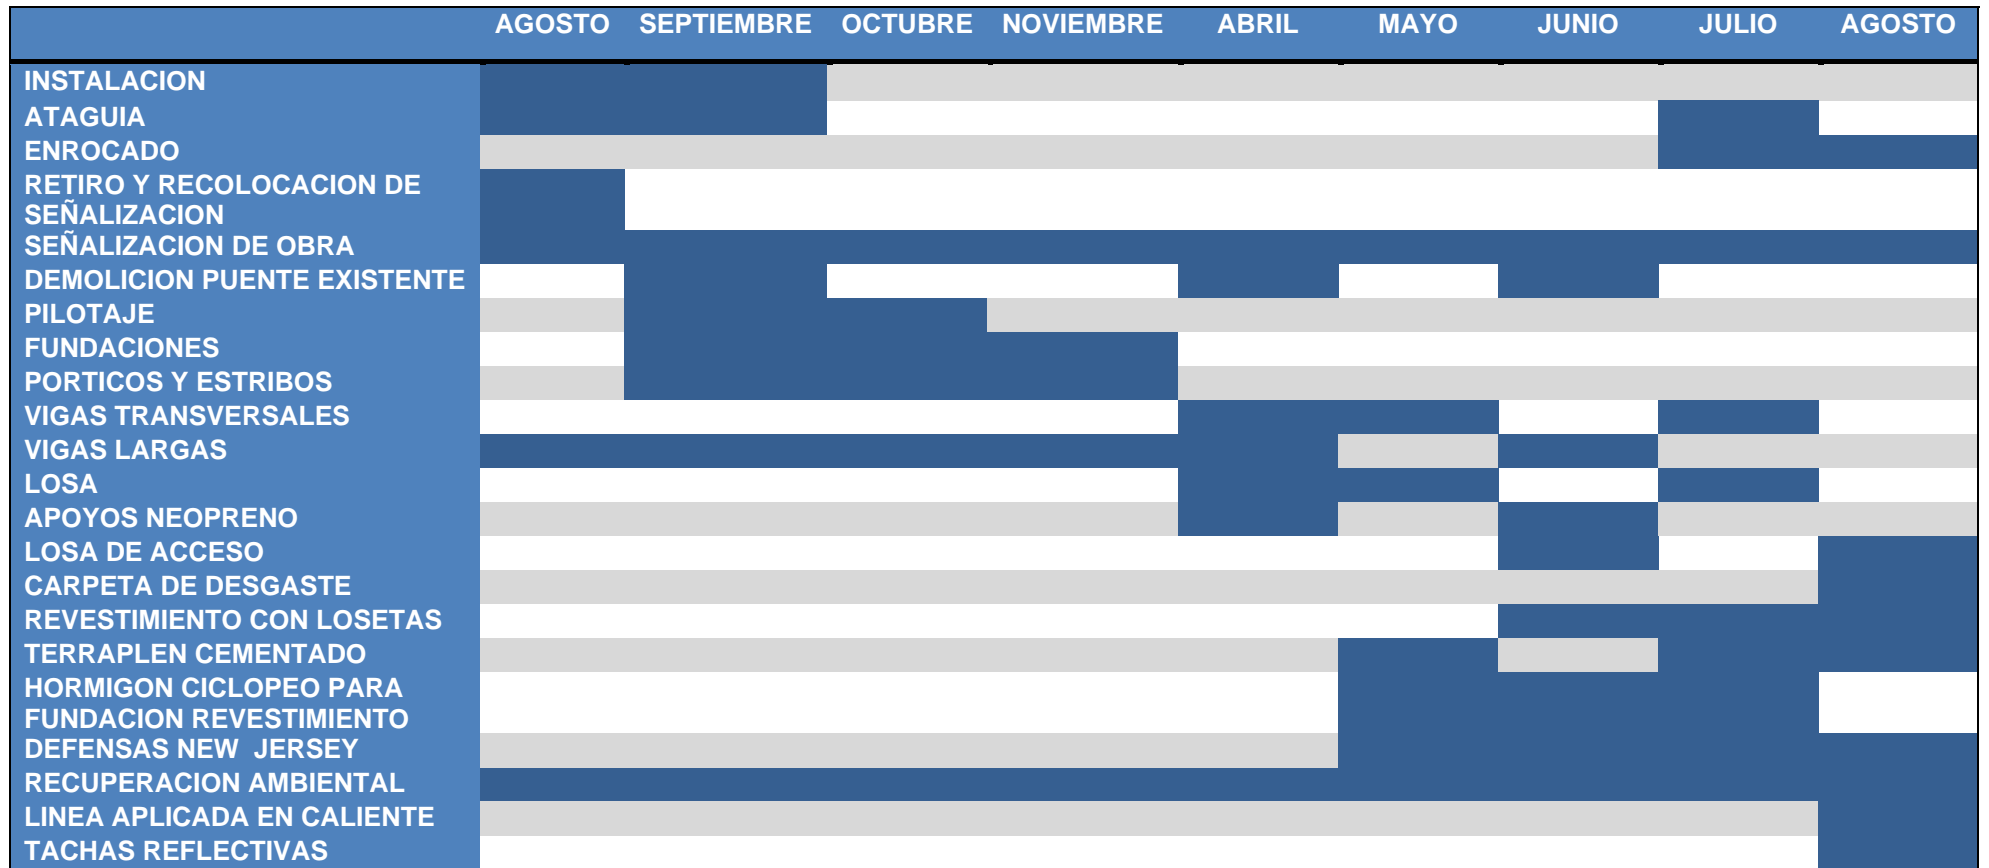 AGOSTO SEPTIEMBRE OCTUBRE NOVIEMBRE ABRIL MAYO JUNIO JULIO AGOSTO
INSTALACION
ATAGUIA
ENROCADO
RETIRO Y RECOLOCACION DE
SEÑALIZACION
SEÑALIZACION DE OBRA
DEMOLICION PUENTE EXISTENTE
PILOTAJE
FUNDACIONES
PORTICOS Y ESTRIBOS
VIGAS TRANSVERSALES
VIGAS LARGAS
LOSA
APOYOS NEOPRENO
LOSA DE ACCESO
CARPETA DE DESGASTE
REVESTIMIENTO CON LOSETAS
TERRAPLEN CEMENTADO
HORMIGON CICLOPEO PARA
FUNDACION REVESTIMIENTO
DEFENSAS NEW JERSEY
RECUPERACION AMBIENTAL
LINEA APLICADA EN CALIENTE
TACHAS REFLECTIVAS